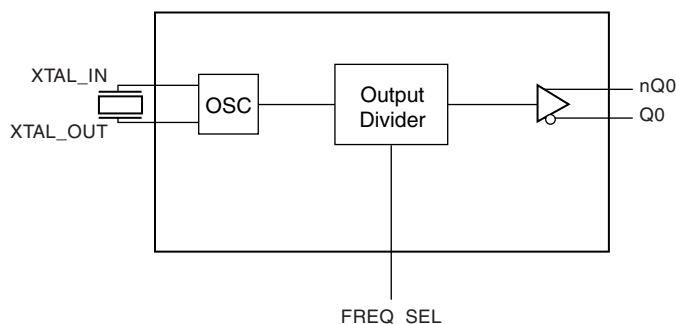 XTAL_IN
XTAL_OUT
OSC
Output
Divider
nQ0
Q0
FREQ_SEL